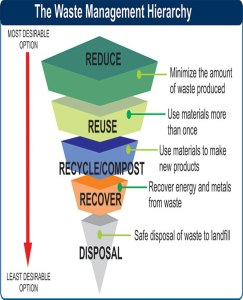 The Waste Management Hierarchy
MOST DESIRABLE
OPTION
REDUCE
Minimize the amount
of waste produced
REUSE
Use materials more
than once
RECYCLE/COMPOST
Use materials to make
new products
RECOVER
Recover energy and metals
from waste
DISPOSAL
Safe disposal of waste to landfill
LEAST DESIRABLE
OPTION